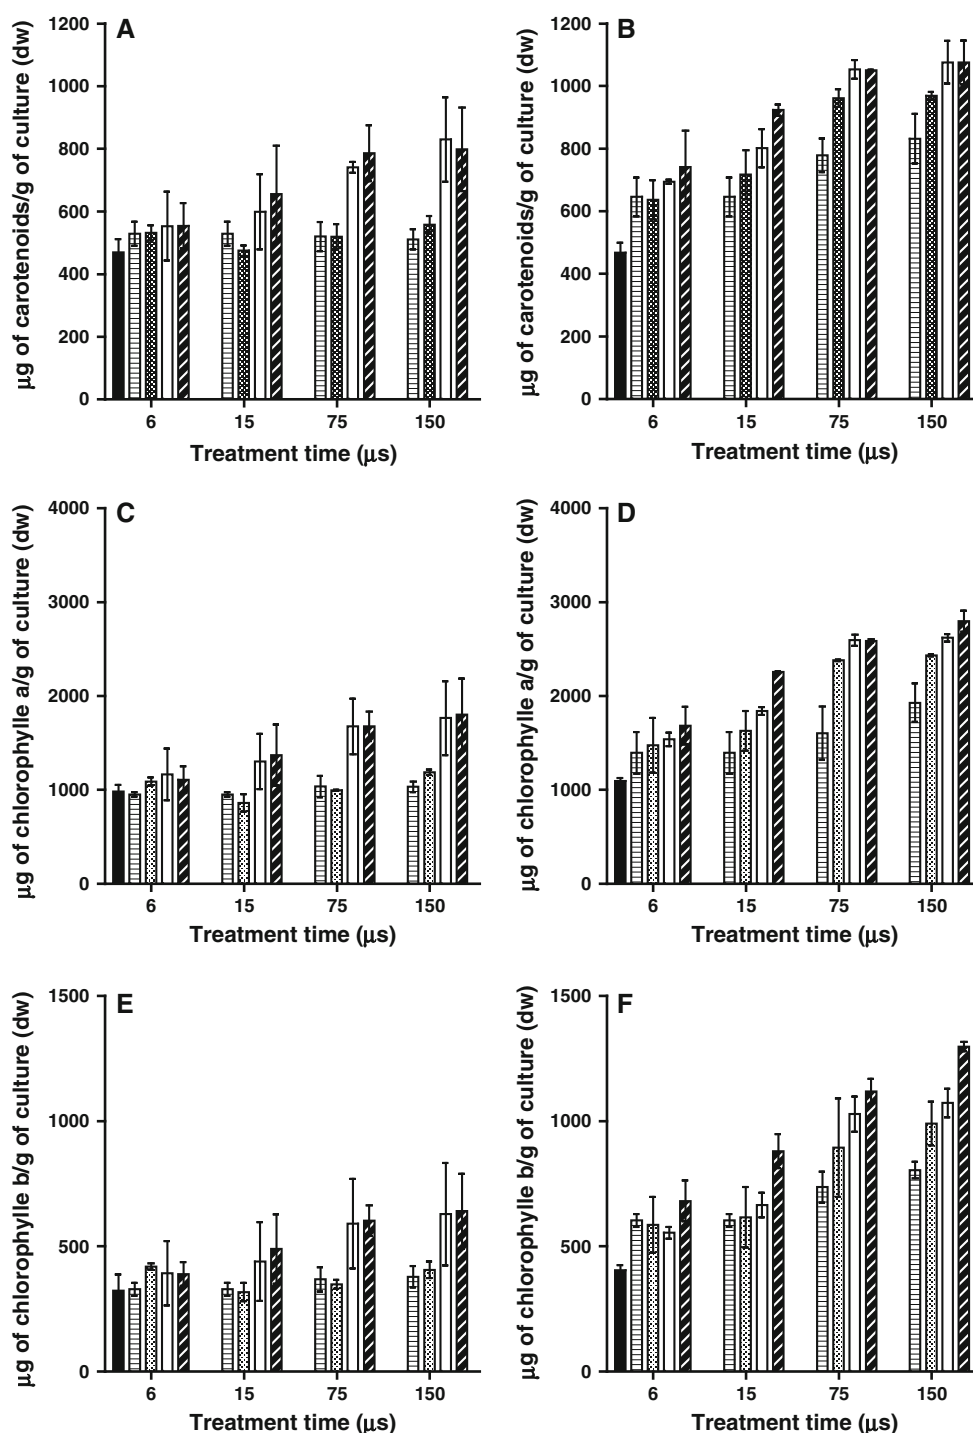 A
µg of carotenoids/g of culture (dw)
1200
1000
800
600
400
200
0
6 15 75 150
Treatment time (µs)
B
µg of carotenoids/g of culture (dw)
1200
1000
800
600
400
200
0
6 15 75 150
Treatment time (µs)
C
µg of chlorophylle a/g of culture (dw)
4000
3000
2000
1000
0
6 15 75 150
Treatment time (µs)
D
µg of chlorophylle a/g of culture (dw)
4000
3000
2000
1000
0
6 15 75 150
Treatment time (µs)
E
µg of chlorophylle b/g of culture (dw)
1500
1000
500
0
6 15 75 150
Treatment time (µs)
F
µg of chlorophylle b/g of culture (dw)
1500
1000
500
0
6 15 75 150
Treatment time (µs)